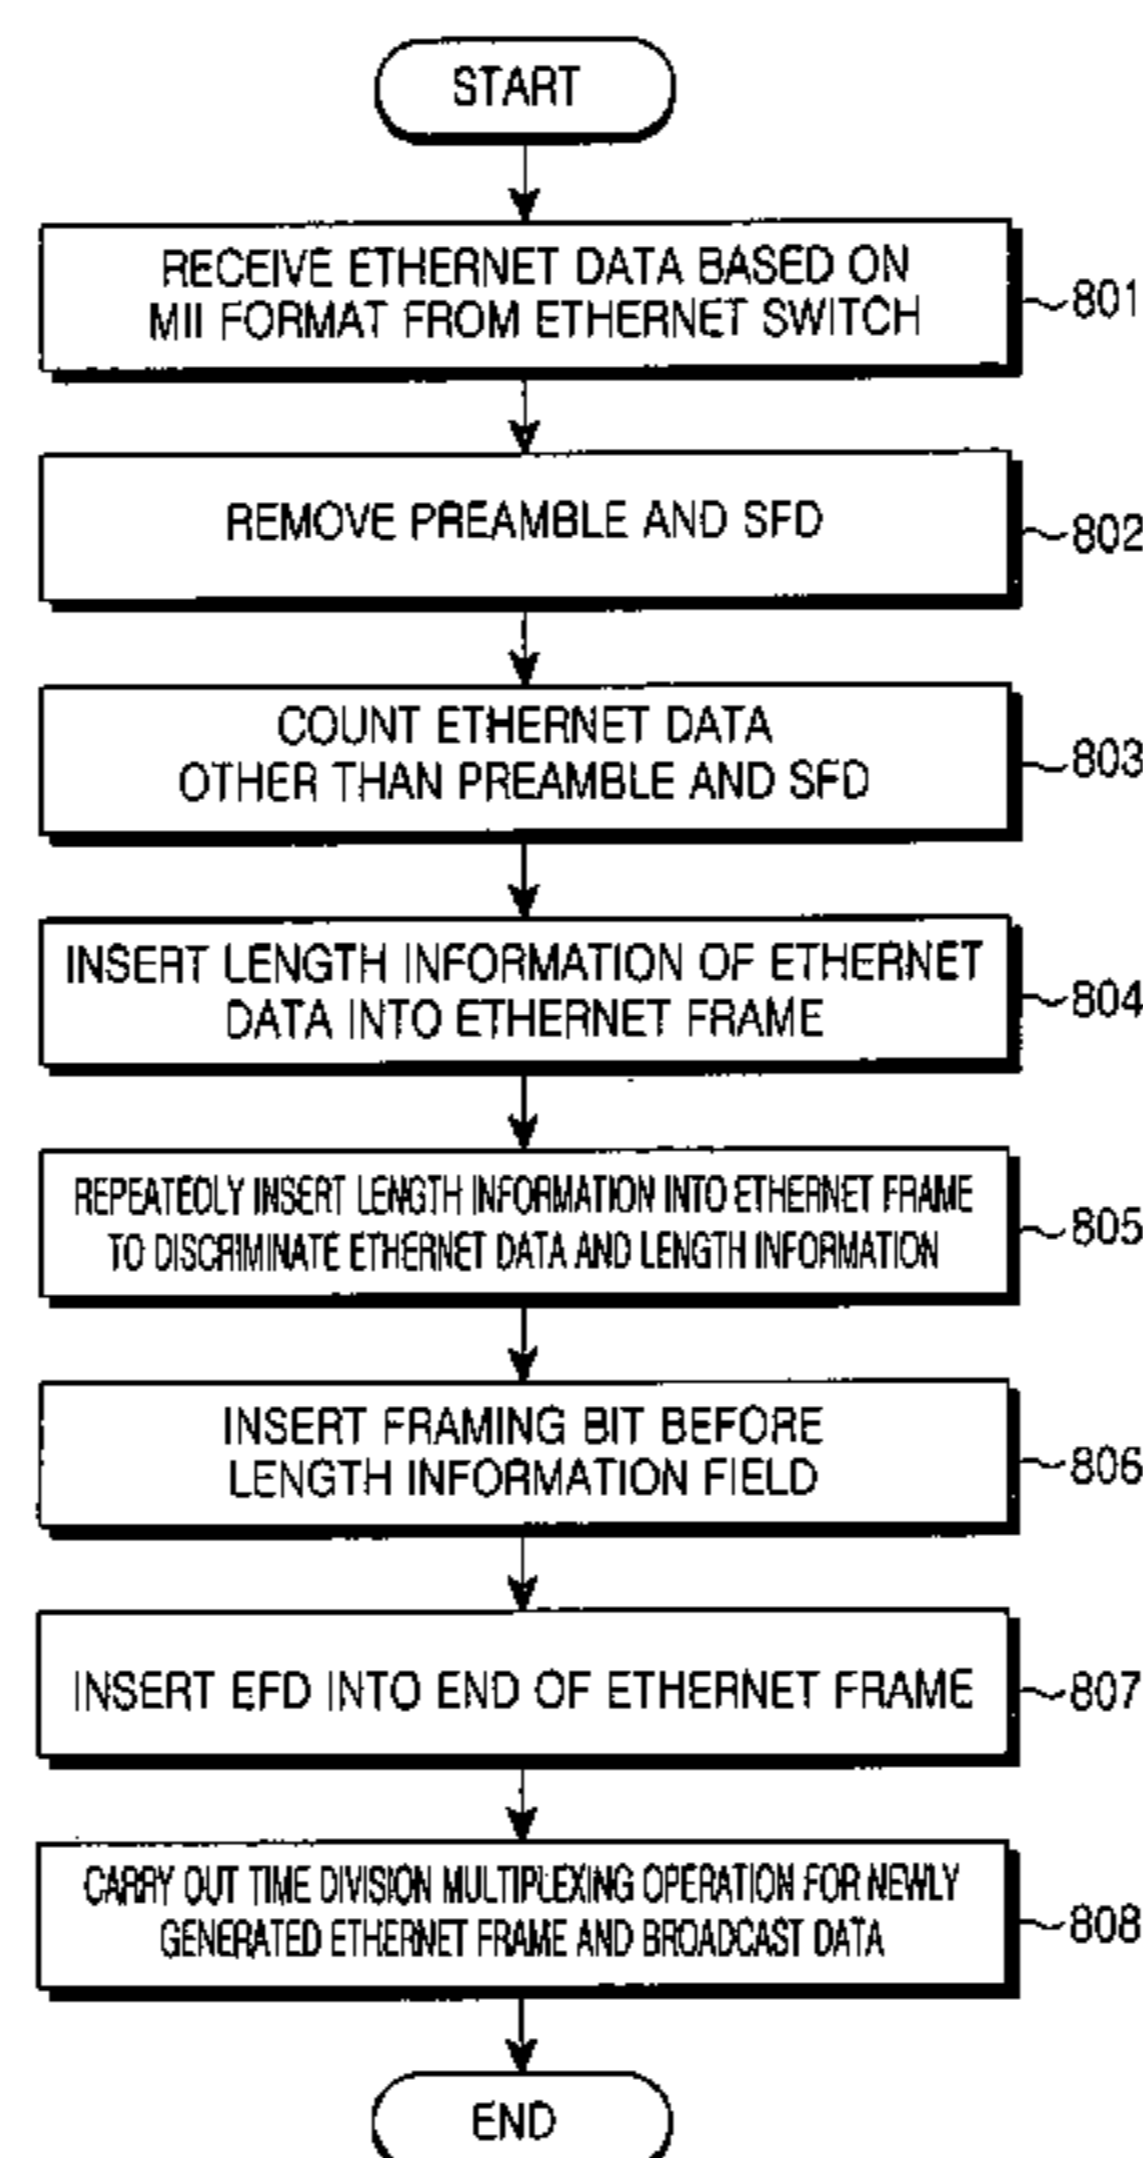 START
RECEIVE ETHERNET DATA BASED ON
MII FORMAT FROM ETHERNET SWITCH
801
REMOVE PREAMBLE AND SFD
802
COUNT ETHERNET DATA
OTHER THAN PREAMBLE AND SFD
803
INSERT LENGTH INFORMATION OF ETHERNET
DATA INTO ETHERNET FRAME
804
REPEATEDLY INSERT LENGTH INFORMATION INTO ETHERNET FRAME
TO DISCRIMINATE ETHERNET DATA AND LENGTH INFORMATION
805
INSERT FRAMING BIT BEFORE
LENGTH INFORMATION FIELD
806
INSERT EFD INTO END OF ETHERNET FRAME
807
CARRY OUT TIME DIVISION MULTIPLEXING OPERATION FOR NEWLY
GENERATED ETHERNET FRAME AND BROADCAST DATA
808
END